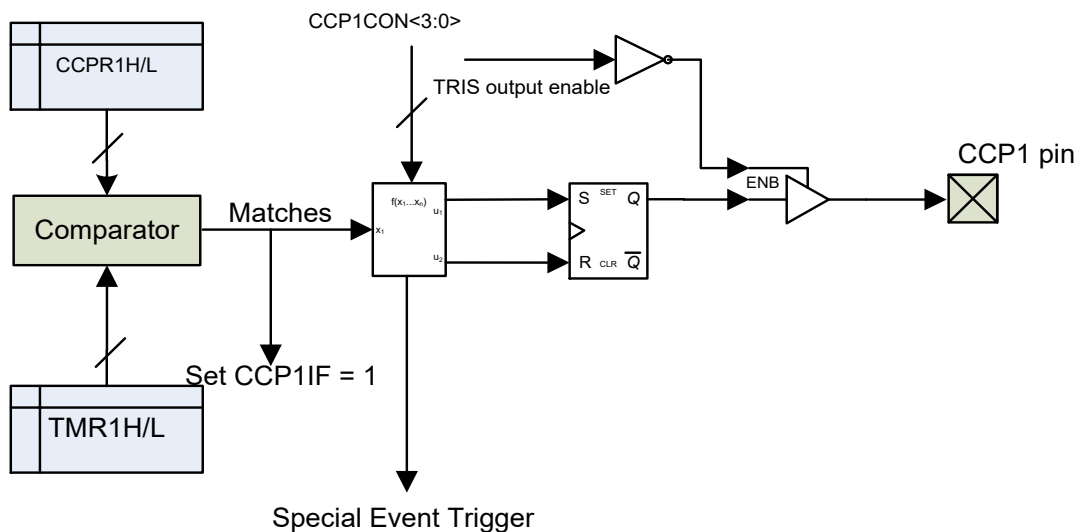 CCP1CON<3:0>
CCPR1H/L
TRIS output enable
CCP1 pin
ENB
f(x₁...xₙ)
u₁
S SET Q
Matches
Comparator
x₁
u₂
R CLR Q̅
Set CCP1IF = 1
TMR1H/L
Special Event Trigger